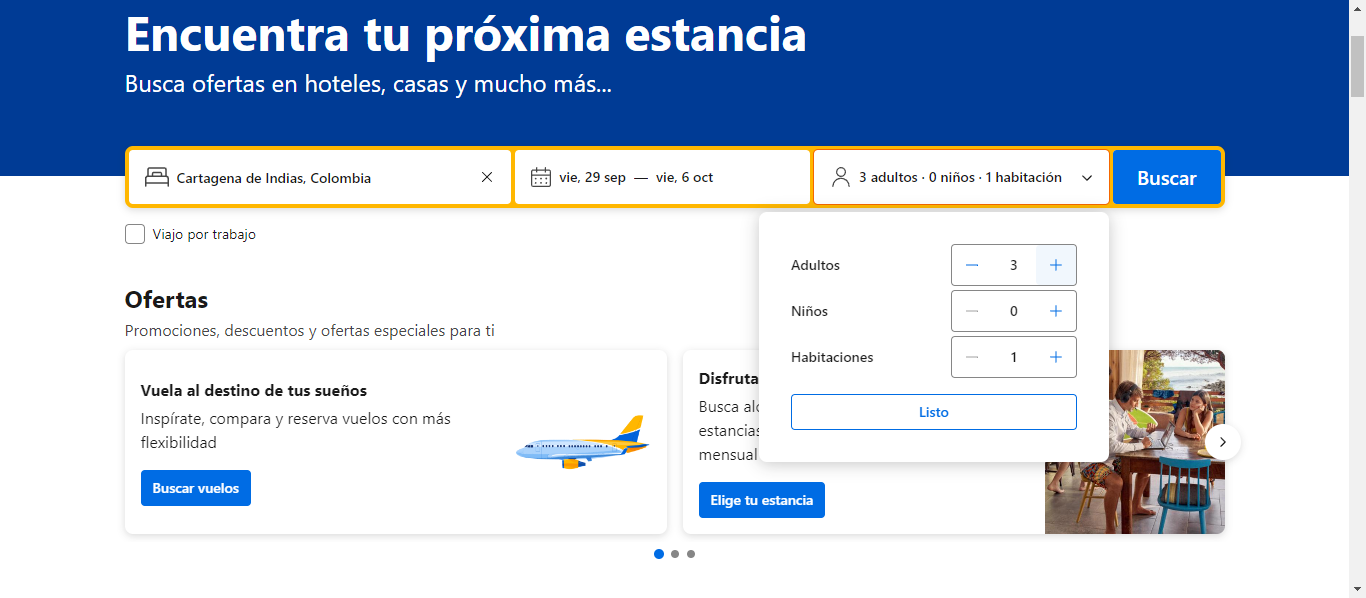 Encuentra tu próxima estancia
Busca ofertas en hoteles, casas y mucho más...
Cartagena de Indias, Colombia
vie, 29 sep — vie, 6 oct
3 adultos · 0 niños · 1 habitación
Buscar
Viajo por trabajo
Adultos
3
Niños
0
Habitaciones
1
Listo
Ofertas
Promociones, descuentos y ofertas especiales para ti
Vuela al destino de tus sueños
Inspírate, compara y reserva vuelos con más
flexibilidad
Buscar vuelos
Disfruta
Busca
estancias
mensual
Elige tu estancia